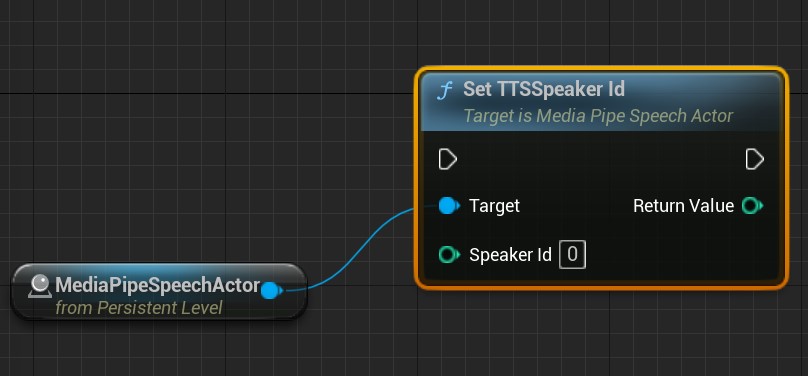 Set TTSSpeaker Id
Target is Media Pipe Speech Actor
Target
Return Value
Speaker Id 0
MediaPipeSpeechActor
from Persistent Level